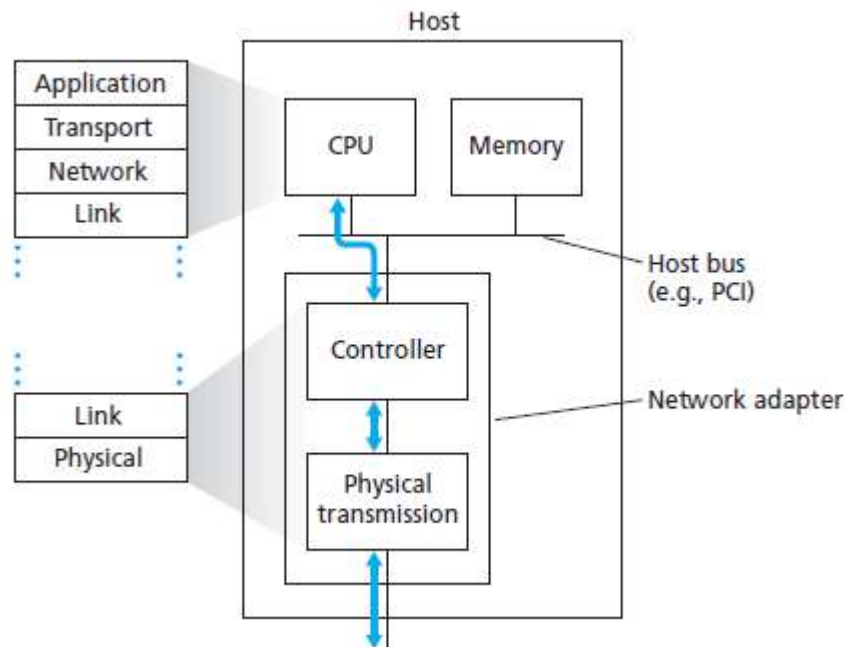 Host
Application
Transport
Network
Link
CPU
Memory
Host bus
(e.g., PCI)
Controller
Network adapter
Link
Physical
Physical
transmission